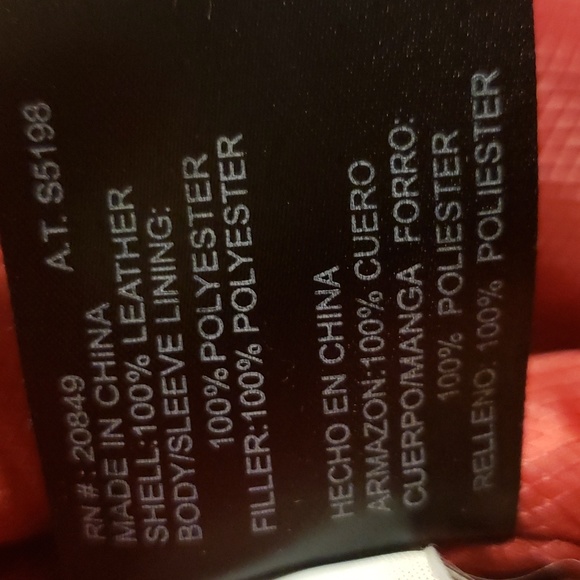 RN #: 20849 A.T. S5198
MADE IN CHINA
SHELL:100% LEATHER
BODY/SLEEVE LINING:
100%POLYESTER
FILLER:100% POLYESTER
HECHO EN CHINA
ARMAZON:100% CUERO
CUERPO/MANGA FORRO:
100% POLIESTER
RELLENO: 100% POLIESTER